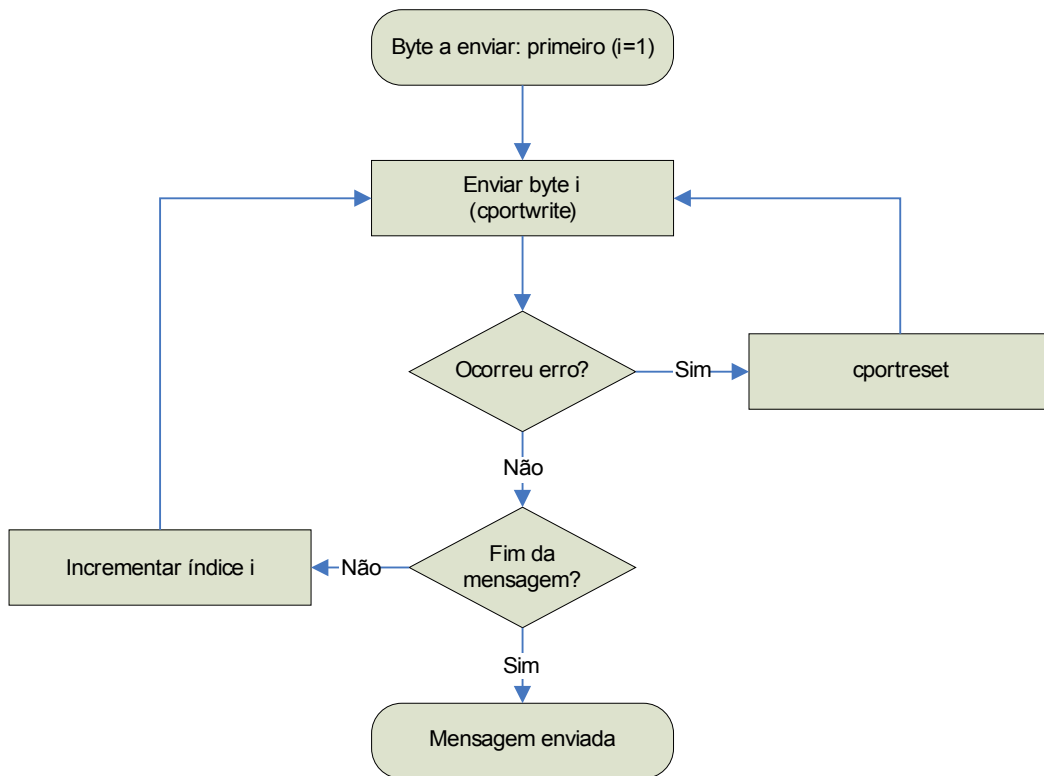 Byte a enviar: primeiro (i=1)
Enviar byte i
(cportwrite)
Ocorreu erro?
Sim
cportreset
Não
Fim da
mensagem?
Não
Incrementar índice i
Sim
Mensagem enviada